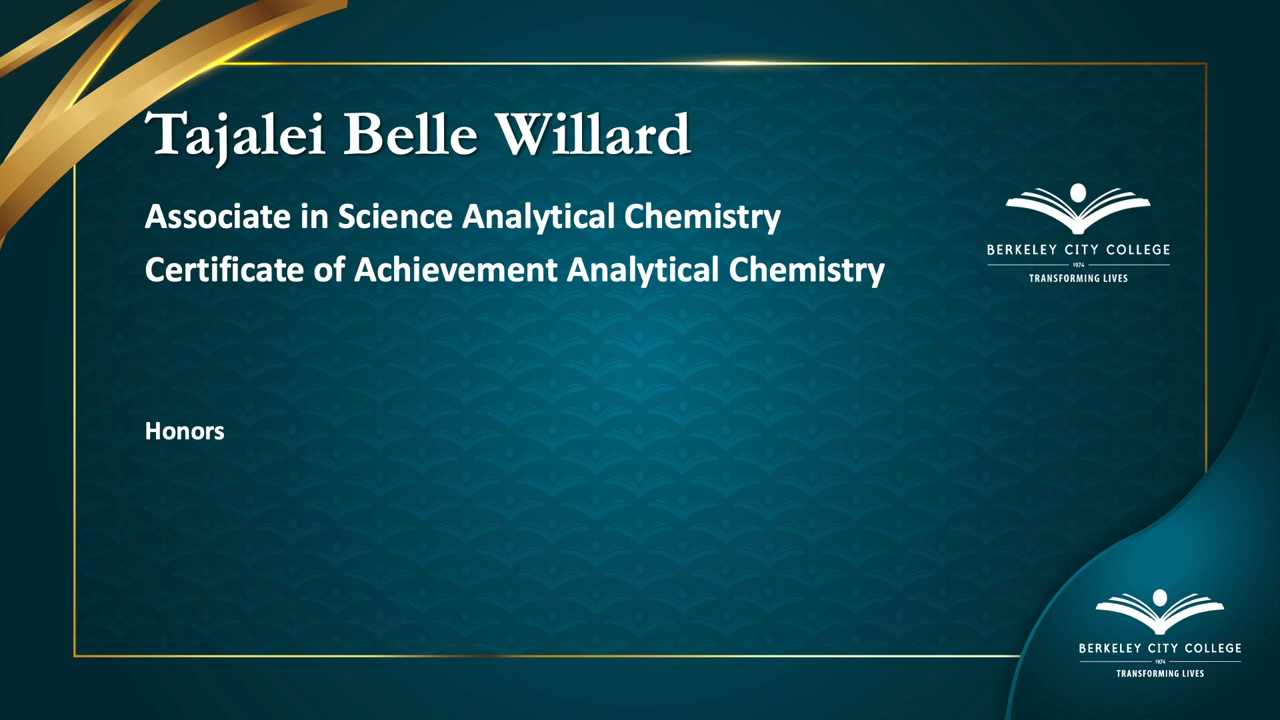 Tajalei Belle Willard
Associate in Science Analytical Chemistry
Certificate of Achievement Analytical Chemistry
BERKELEY CITY COLLEGE
1974
TRANSFORMING LIVES
Honors
BERKELEY CITY COLLEGE
1974
TRANSFORMING LIVES